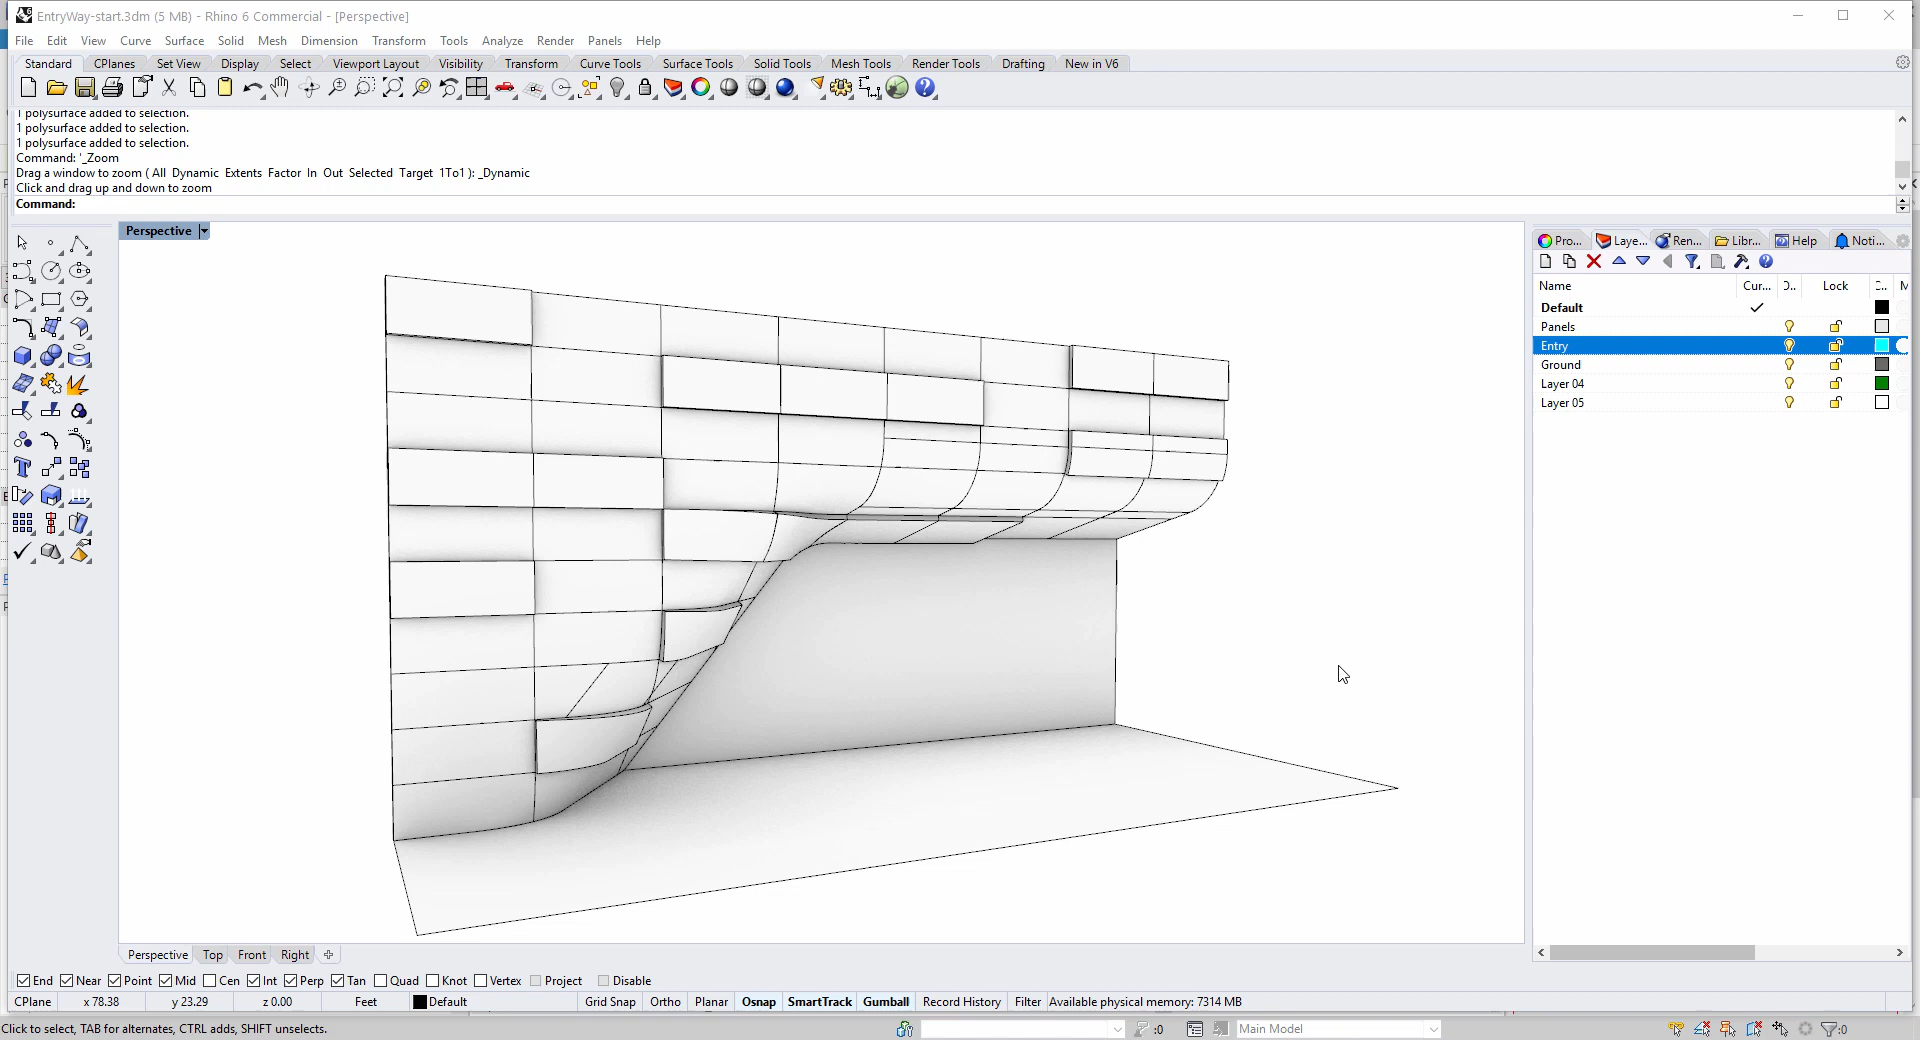 EntryWay-start.3dm (5 MB) - Rhino 6 Commercial - [Perspective]
File Edit View Curve Surface Solid Mesh Dimension Transform Tools Analyze Render Panels Help
Standard CPlanes Set View Display Select Viewport Layout Visibility Transform Curve Tools Surface Tools Solid Tools Mesh Tools Render Tools Drafting New in V6
1 polysurface added to selection.
1 polysurface added to selection.
1 polysurface added to selection.
Command: '_Zoom
Drag a window to zoom ( All Dynamic Extents Factor In Out Selected Target 1To1 ): _Dynamic
Click and drag up and down to zoom
Command:
Perspective
Pro... Laye... Ren... Libr... Help Noti...
Name Cur... Lock
Default
Panels
Entry
Ground
Layer 04
Layer 05
Perspective Top Front Right
End Near Point Mid Cen Int Perp Tan Quad Knot Vertex Project Disable
CPlane x 78.38 y 23.29 z 0.00 Feet Default Grid Snap Ortho Planar Osnap SmartTrack Gumball Record History Filter Available physical memory: 7314 MB
Click to select, TAB for alternates, CTRL adds, SHIFT unselects. :0 Main Model :0